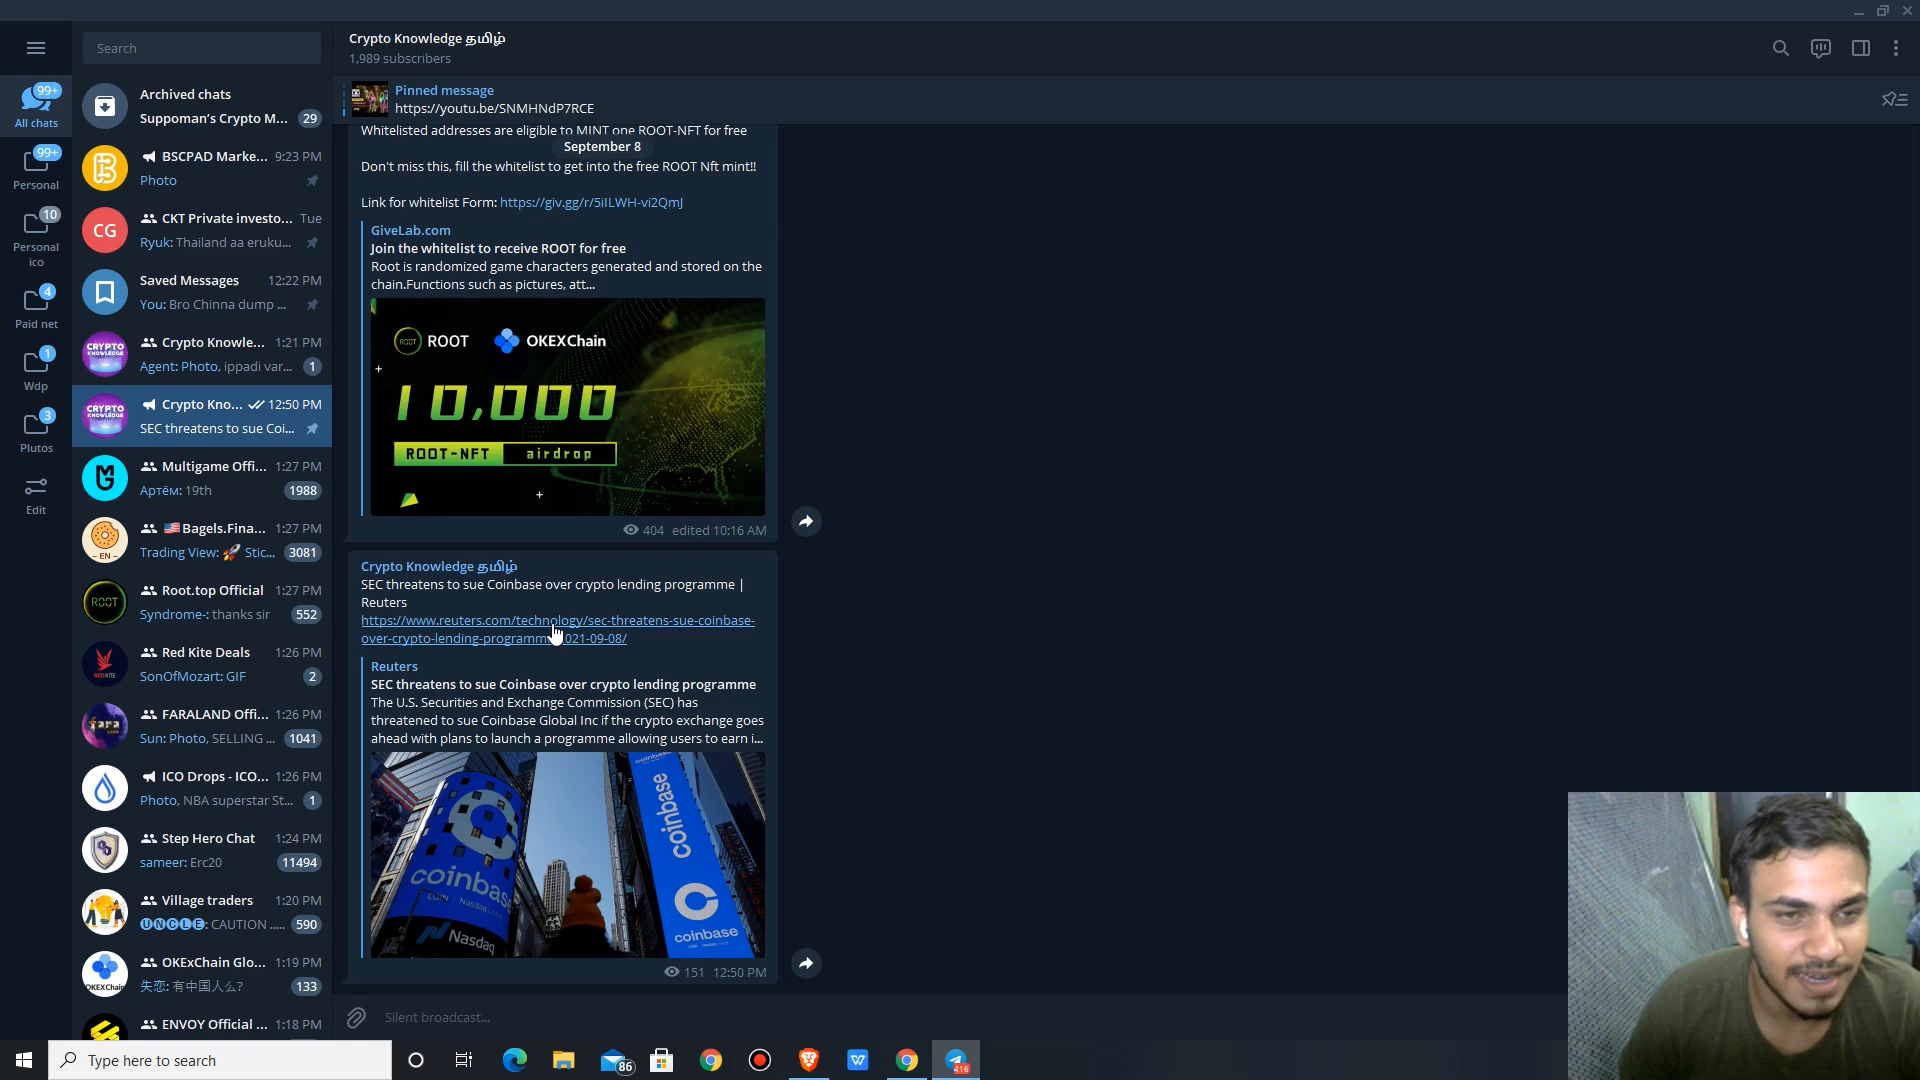 Search
Crypto Knowledge தமிழ்
1,989 subscribers
Pinned message
https://youtu.be/SNMHNdP7RCE
99+
All chats
99+
Personal
10
Personal
ico
4
Paid net
1
Wdp
3
Plutos
Edit
Archived chats
Suppoman's Crypto M... 29
BSCPAD Marke... 9:23 PM
Photo
CG
CKT Private investo... Tue
Ryuk: Thailand aa eruku...
Saved Messages 12:22 PM
You: Bro Chinna dump ...
CRYPTO
KNOWLEDGE
Crypto Knowle... 1:21 PM
Agent: Photo, ippadi var... 1
CRYPTO
KNOWLEDGE
Crypto Kno... 12:50 PM
SEC threatens to sue Coi...
Multigame Offi... 1:27 PM
Артём: 19th 1988
EN
🇺🇸Bagels.Fina... 1:27 PM
Trading View: 🚀 Stic... 3081
ROOT
Root.top Official 1:27 PM
Syndrome-: thanks sir 552
RED KITE
Red Kite Deals 1:26 PM
SonOfMozart: GIF 2
fara
LAND
FARALAND Offi... 1:26 PM
Sun: Photo, SELLING ... 1041
ICO Drops - ICO... 1:26 PM
Photo, NBA superstar St... 1
Step Hero Chat 1:24 PM
sameer: Erc20 11494
Village traders 1:20 PM
🅤🅝🅒🅛🅔: CAUTION ..... 590
OKExChain
OKExChain Glo... 1:19 PM
失恋: 有中国人么? 133
ENVOY Official ... 1:18 PM
Whitelisted addresses are eligible to MINT one ROOT-NFT for free
September 8
Don't miss this, fill the whitelist to get into the free ROOT Nft mint!!
Link for whitelist Form: https://giv.gg/r/5iILWH-vi2QmJ
GiveLab.com
Join the whitelist to receive ROOT for free
Root is randomized game characters generated and stored on the
chain.Functions such as pictures, att...
ROOT ROOT OKEXChain
10,000
ROOT-NFT airdrop
404 edited 10:16 AM
Crypto Knowledge தமிழ்
SEC threatens to sue Coinbase over crypto lending programme |
Reuters
https://www.reuters.com/technology/sec-threatens-sue-coinbase-
over-crypto-lending-programm 021-09-08/
Reuters
SEC threatens to sue Coinbase over crypto lending programme
The U.S. Securities and Exchange Commission (SEC) has
threatened to sue Coinbase Global Inc if the crypto exchange goes
ahead with plans to launch a programme allowing users to earn i...
coinbase
COIN Nasdaq
Nasdaq
coinbase
coinbase
coinbase
151 12:50 PM
Silent broadcast...
Type here to search
86
416